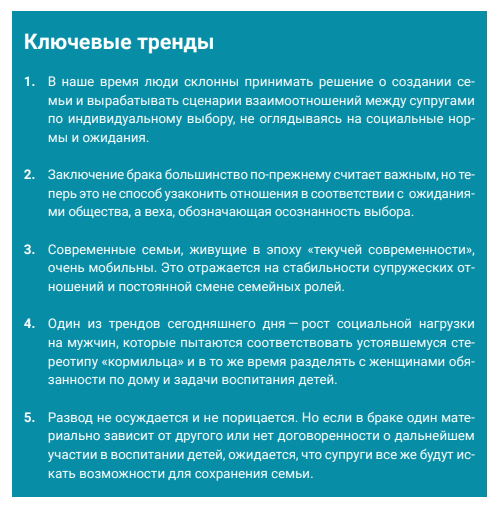 Ключевые тренды
1. В наше время люди склонны принимать решение о создании се-
мьи и вырабатывать сценарии взаимоотношений между супругами
по индивидуальному выбору, не оглядываясь на социальные нор-
мы и ожидания.
2. Заключение брака большинство по-прежнему считает важным, но те-
перь это не способ узаконить отношения в соответствии с ожидания-
ми общества, а веха, обозначающая осознанность выбора.
3. Современные семьи, живущие в эпоху «текучей современности»,
очень мобильны. Это отражается на стабильности супружеских от-
ношений и постоянной смене семейных ролей.
4. Один из трендов сегодняшнего дня — рост социальной нагрузки
на мужчин, которые пытаются соответствовать устоявшемуся сте-
реотипу «кормильца» и в то же время разделять с женщинами обя-
занности по дому и задачи воспитания детей.
5. Развод не осуждается и не порицается. Но если в браке один мате-
риально зависит от другого или нет договоренности о дальнейшем
участии в воспитании детей, ожидается, что супруги все же будут ис-
кать возможности для сохранения семьи.